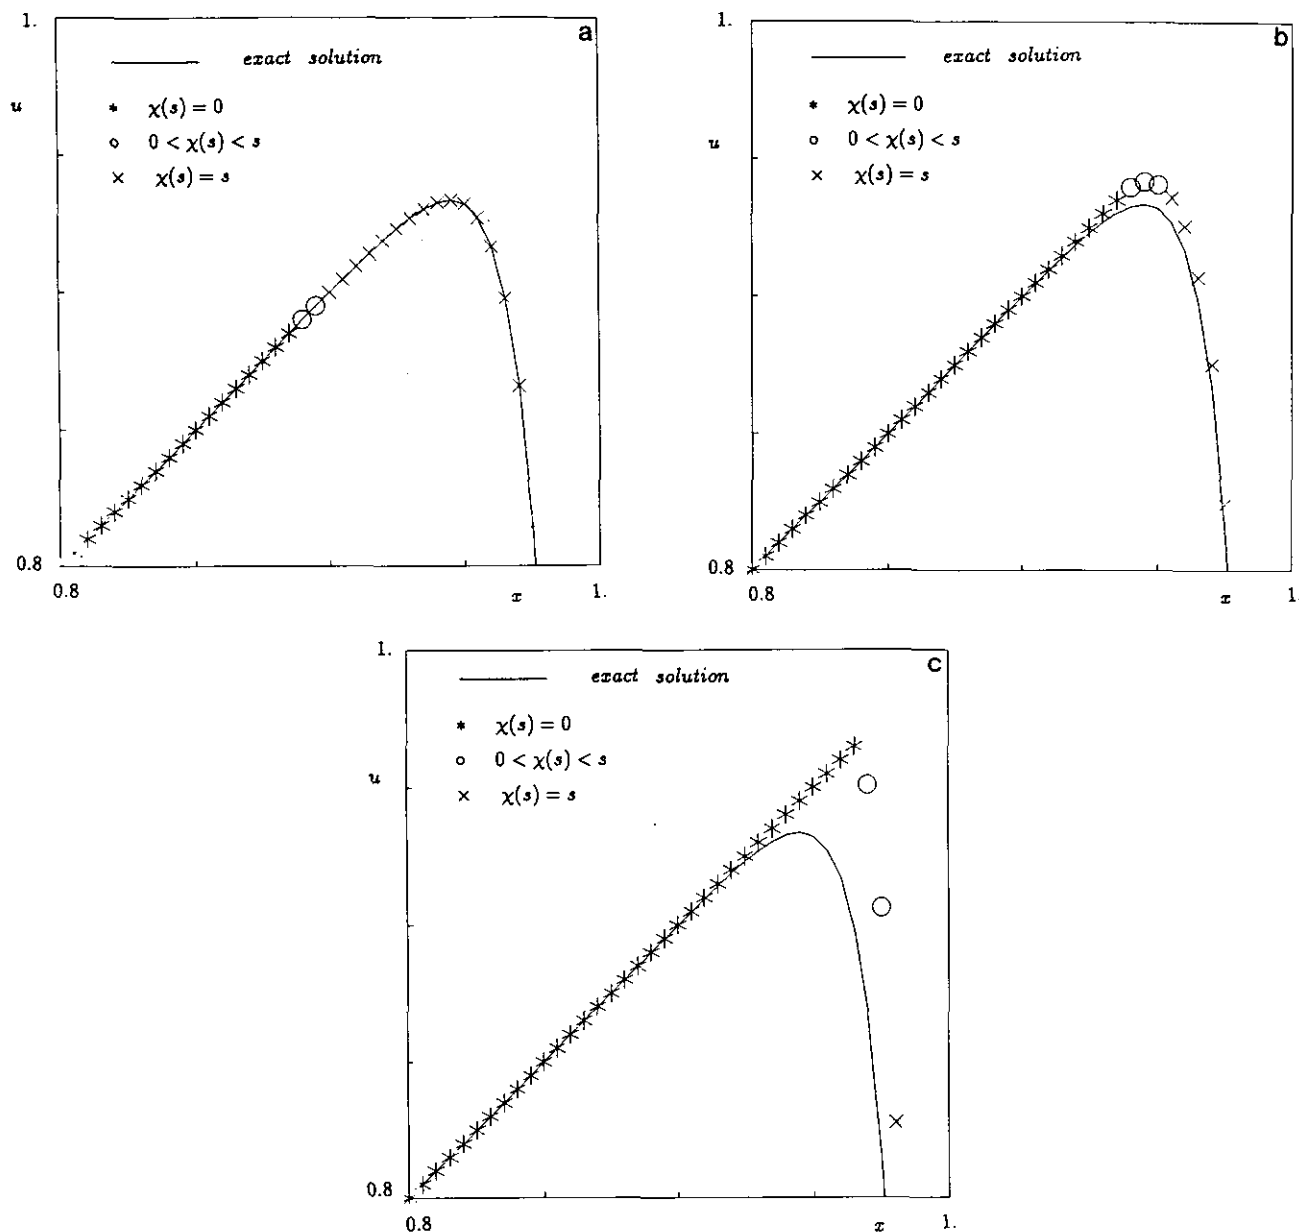 a
1.
exact solution
u
* χ(s) = 0
o 0 < χ(s) < s
× χ(s) = s
0.8
0.8
x
1.
b
1.
exact solution
u
* χ(s) = 0
o 0 < χ(s) < s
× χ(s) = s
0.8
0.8
x
1.
c
1.
exact solution
u
* χ(s) = 0
o 0 < χ(s) < s
× χ(s) = s
0.8
0.8
x
1.